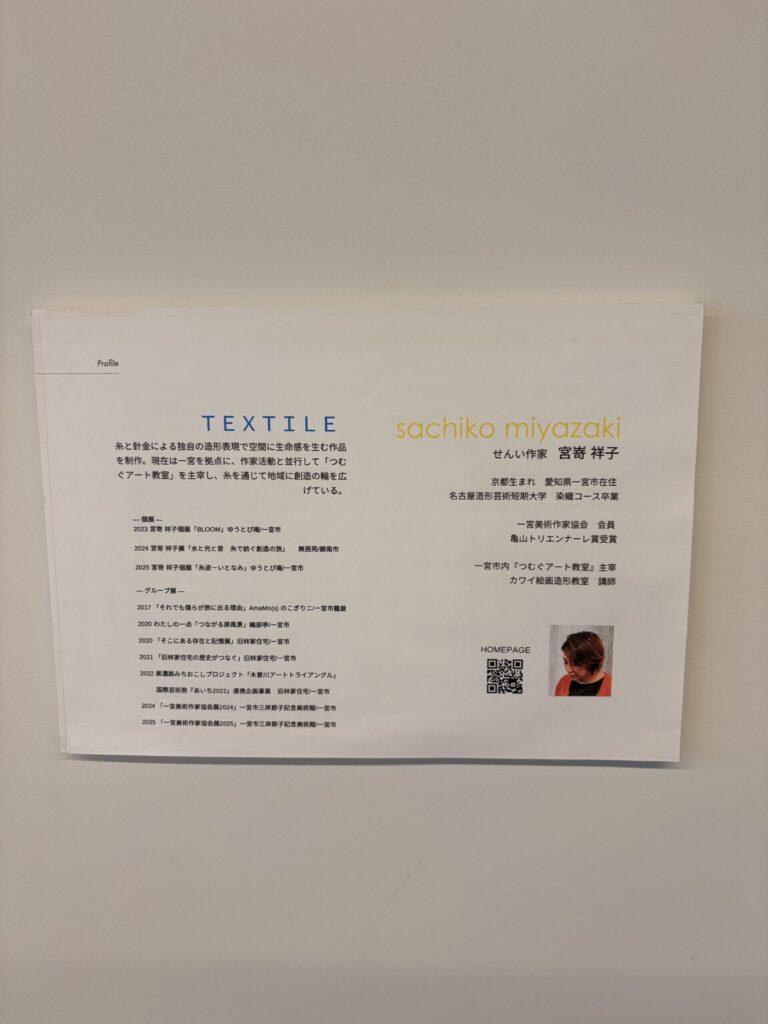 Profile
TEXTILE
糸と針金による独自の造形表現で空間に生命感を生む作品
を制作。現在は一宮を拠点に、作家活動と並行して「つむ
ぐアート教室」を主宰し、糸を通じて地域に創造の輪を広
げている。
― 個展 ―
2023 宮嵜 祥子個展「BLOOM」ゆうとぴ庵/一宮市
2024 宮嵜 祥子展「水と光と音 糸で紡ぐ創造の旅」 無我苑/碧南市
2025 宮嵜 祥子個展「糸波－いとなみ」ゆうとぴ庵/一宮市
― グループ展 ―
2017 「それでも僕らが旅に出る理由」AmaMo(s) のこぎり二/一宮市籠屋
2020 わたしの一点「つながる原風景」織部亭/一宮市
2020 「そこにある存在と記憶展」旧林家住宅/一宮市
2021 「旧林家住宅の歴史がつなぐ」/一宮市
2022 美濃路みちおこしプロジェクト「木曽川アートトライアングル」
国際芸術祭『あいち2022』連携企画事業 旧林家住宅/一宮市
2024 「一宮美術作家協会展2024」一宮市三岸節子記念美術館/一宮市
2025 「一宮美術作家協会展2025」一宮市三岸節子記念美術館/一宮市
sachiko miyazaki
せんい作家 宮嵜 祥子
京都生まれ 愛知県一宮市在住
名古屋造形芸術短期大学 染織コース卒業
一宮美術作家協会 会員
亀山トリエンナーレ賞受賞
一宮市内『つむぐアート教室』主宰
カワイ絵画造形教室 講師
HOMEPAGE